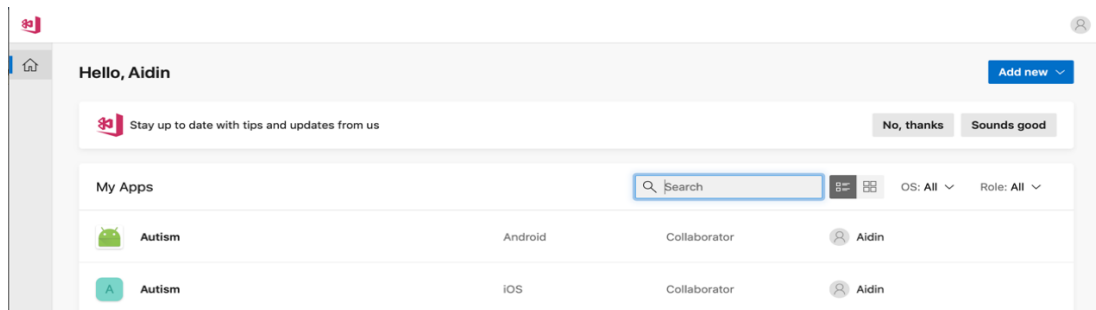 Hello, Aidin
Add new
Stay up to date with tips and updates from us
No, thanks
Sounds good
My Apps
Search
OS: All
Role: All
Autism
Android
Collaborator
Aidin
A
Autism
iOS
Collaborator
Aidin